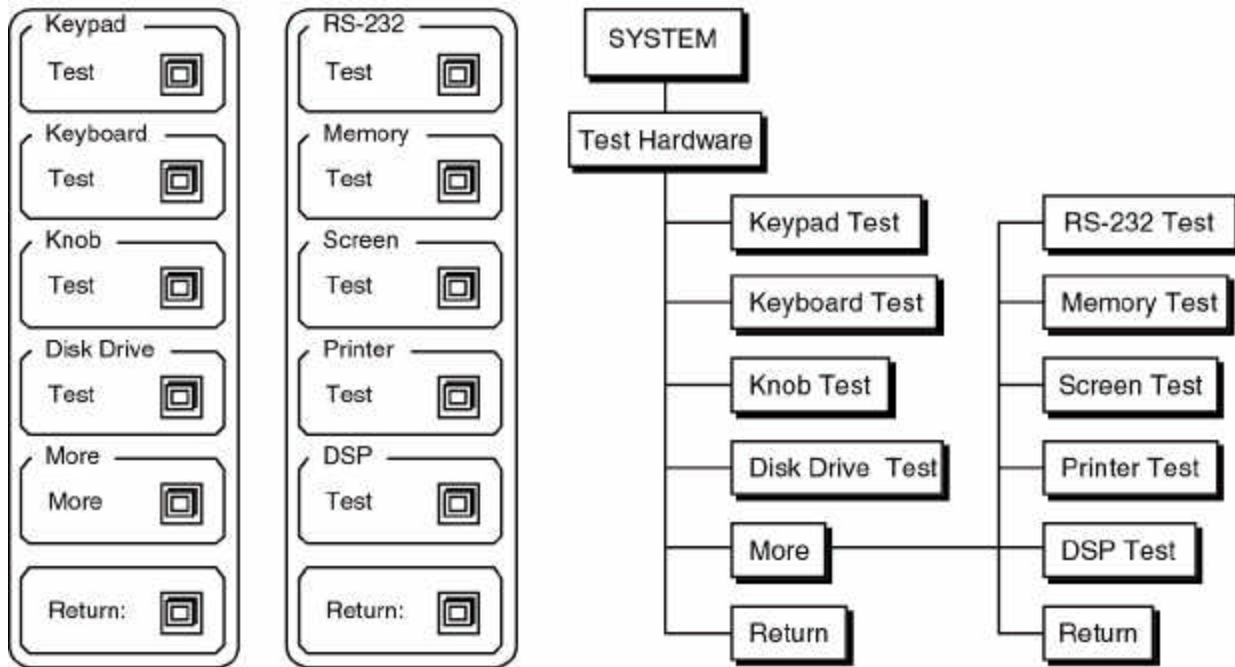 Keypad
Test
Keyboard
Test
Knob
Test
Disk Drive
Test
More
More
Return:
RS-232
Test
Memory
Test
Screen
Test
Printer
Test
DSP
Test
Return:
SYSTEM
Test Hardware
Keypad Test
Keyboard Test
Knob Test
Disk Drive Test
More
Return
RS-232 Test
Memory Test
Screen Test
Printer Test
DSP Test
Return